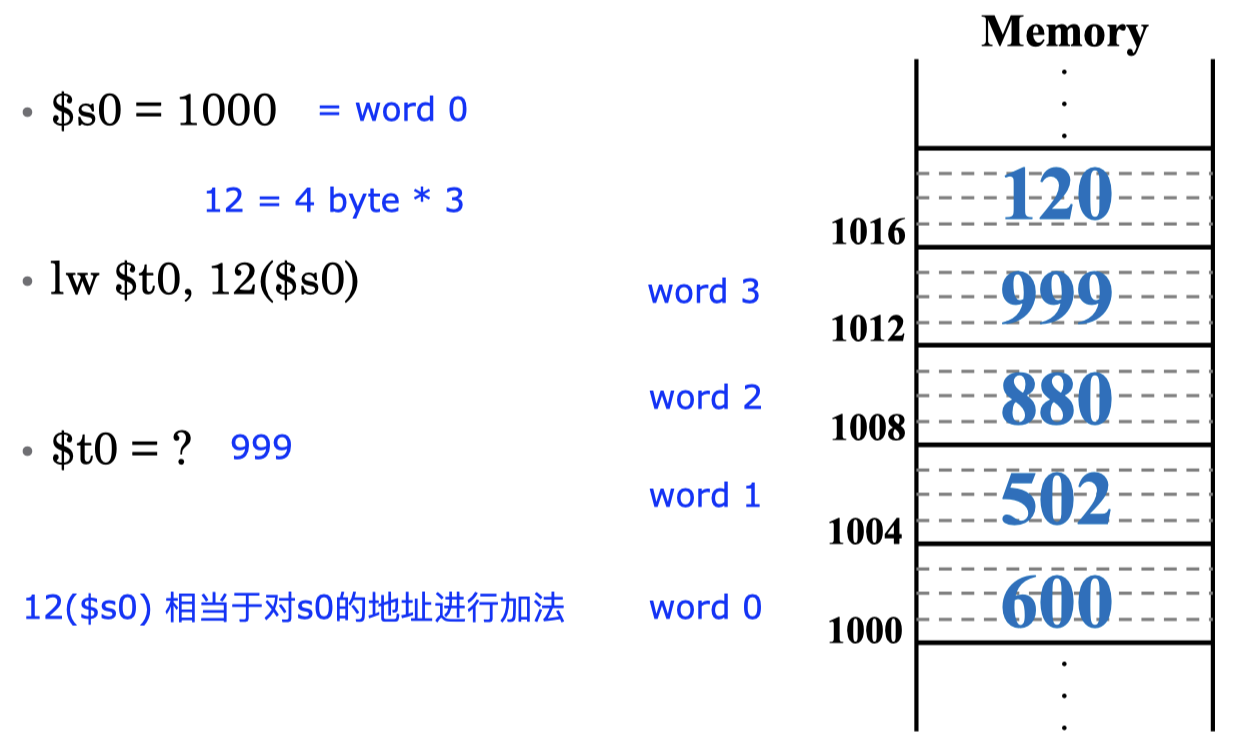 Memory
• $s0 = 1000 = word 0
12 = 4 byte * 3
• lw $t0, 12($s0)
• $t0 = ? 999
12($s0) 相当于对s0的地址进行加法
120
1016
word 3
999
1012
word 2
880
1008
word 1
502
1004
word 0
600
1000